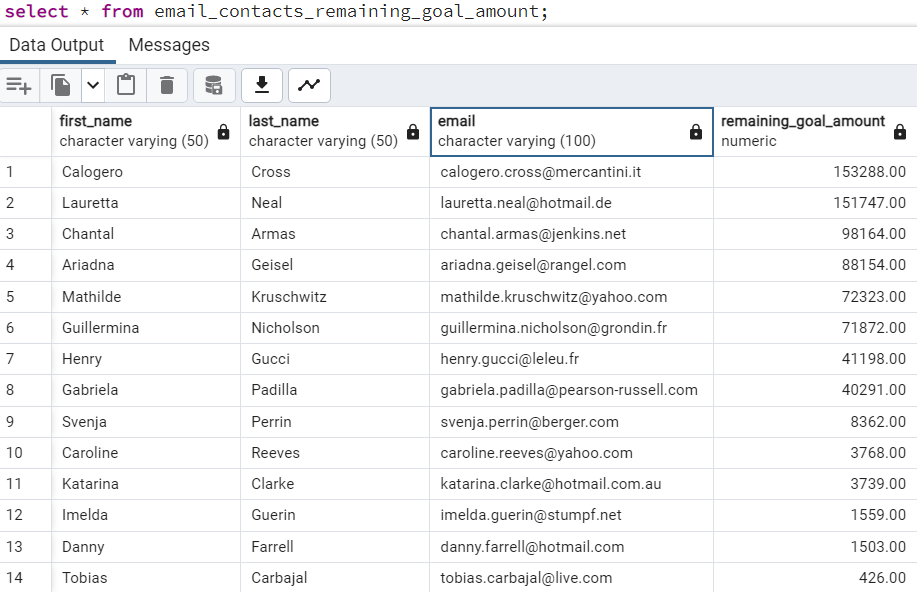 select * from email_contacts_remaining_goal_amount;
Data Output Messages
first_name last_name email remaining_goal_amount
character varying (50) character varying (50) character varying (100) numeric
1 Calogero Cross calogero.cross@mercantini.it 153288.00
2 Lauretta Neal lauretta.neal@hotmail.de 151747.00
3 Chantal Armas chantal.armas@jenkins.net 98164.00
4 Ariadna Geisel ariadna.geisel@rangel.com 88154.00
5 Mathilde Kruschwitz mathilde.kruschwitz@yahoo.com 72323.00
6 Guillermina Nicholson guillermina.nicholson@grondin.fr 71872.00
7 Henry Gucci henry.gucci@leleu.fr 41198.00
8 Gabriela Padilla gabriela.padilla@pearson-russell.com 40291.00
9 Svenja Perrin svenja.perrin@berger.com 8362.00
10 Caroline Reeves caroline.reeves@yahoo.com 3768.00
11 Katarina Clarke katarina.clarke@hotmail.com.au 3739.00
12 Imelda Guerin imelda.guerin@stumpf.net 1559.00
13 Danny Farrell danny.farrell@hotmail.com 1503.00
14 Tobias Carbajal tobias.carbajal@live.com 426.00